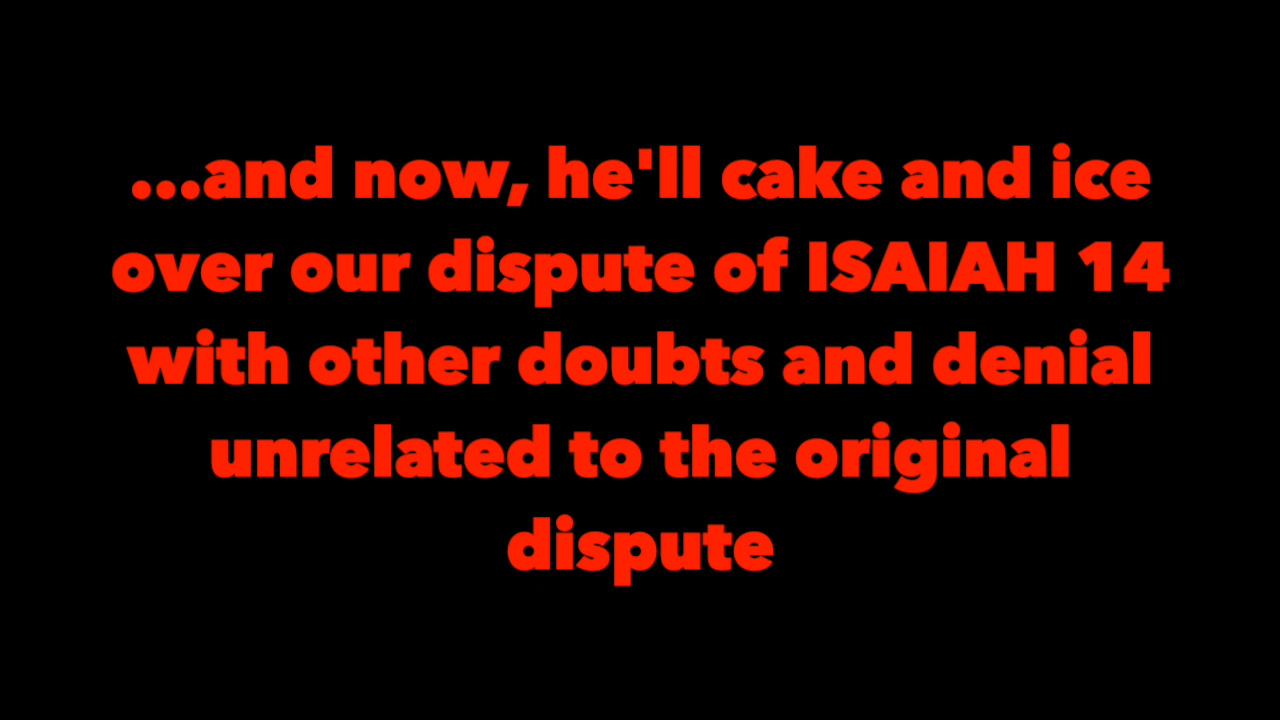 ...and now, he'll cake and ice
over our dispute of ISAIAH 14
with other doubts and denial
unrelated to the original
dispute